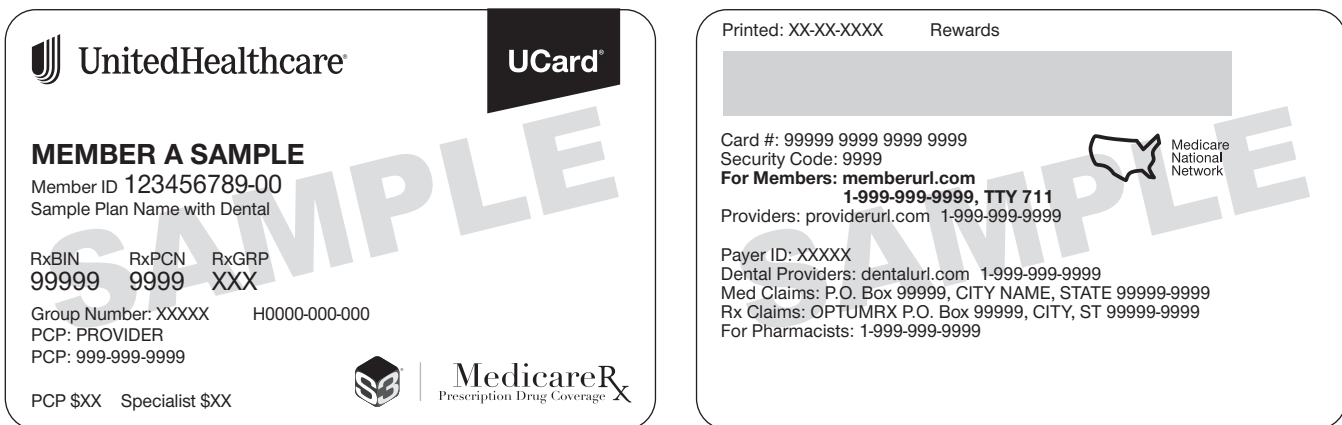 UnitedHealthcare®
UCard®
MEMBER A SAMPLE
Member ID 123456789-00
Sample Plan Name with Dental
RxBIN RxPCN RxGRP
99999 9999 XXX
Group Number: XXXXX H0000-000-000
PCP: PROVIDER
PCP: 999-999-9999
PCP $XX Specialist $XX
S3®
MedicareRx
Prescription Drug Coverage
SAMPLE
Printed: XX-XX-XXXX Rewards
Card #: 99999 9999 9999 9999
Security Code: 9999
For Members: memberurl.com
1-999-999-9999, TTY 711
Providers: providerurl.com 1-999-999-9999
Medicare
National
Network
Payer ID: XXXXX
Dental Providers: dentalurl.com 1-999-999-9999
Med Claims: P.O. Box 99999, CITY NAME, STATE 99999-9999
Rx Claims: OPTUMRX P.O. Box 99999, CITY, ST 99999-9999
For Pharmacists: 1-999-999-9999
SAMPLE